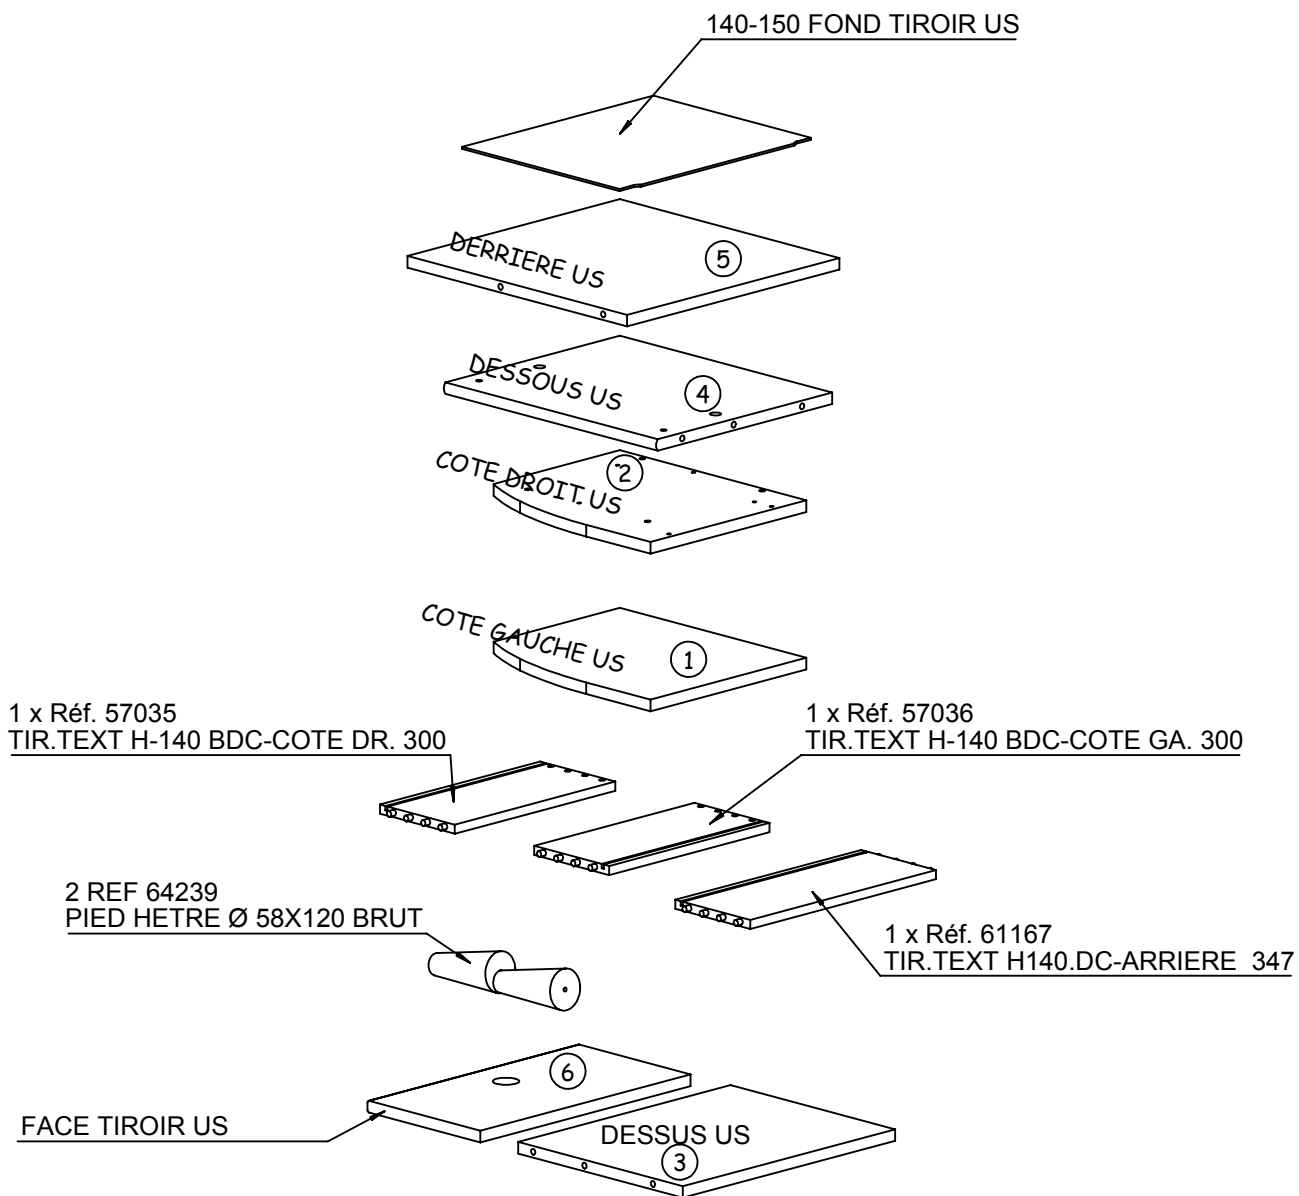 140-150 FOND TIROIR US
DERRIERE US
5
DESSOUS US
4
COTE DROIT US
2
COTE GAUCHE US
1
1 x Réf. 57035
TIR.TEXT H-140 BDC-COTE DR. 300
1 x Réf. 57036
TIR.TEXT H-140 BDC-COTE GA. 300
2 REF 64239
PIED HETRE Ø 58X120 BRUT
1 x Réf. 61167
TIR.TEXT H140.DC-ARRIERE 347
6
FACE TIROIR US
DESSUS US
3